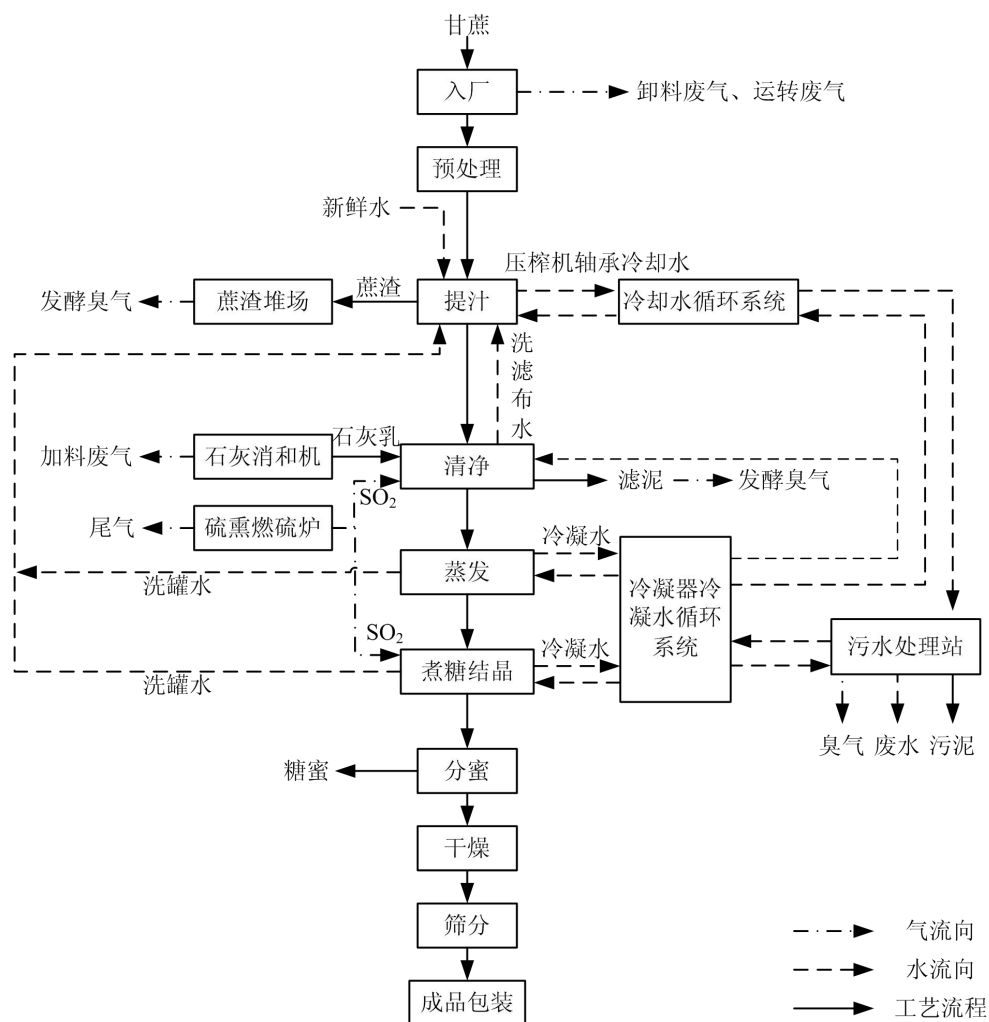 甘蔗
入厂
卸料废气、运转废气
预处理
新鲜水
压榨机轴承冷却水
发酵臭气
蔗渣堆场
蔗渣
提汁
冷却水循环系统
洗滤布水
加料废气
石灰消和机
石灰乳
清净
滤泥
发酵臭气
SO₂
尾气
硫熏燃硫炉
冷凝水
蒸发
洗罐水
冷凝器冷凝水循环系统
SO₂
冷凝水
污水处理站
煮糖结晶
洗罐水
臭气
废水
污泥
糖蜜
分蜜
干燥
筛分
气流向
水流向
成品包装
工艺流程